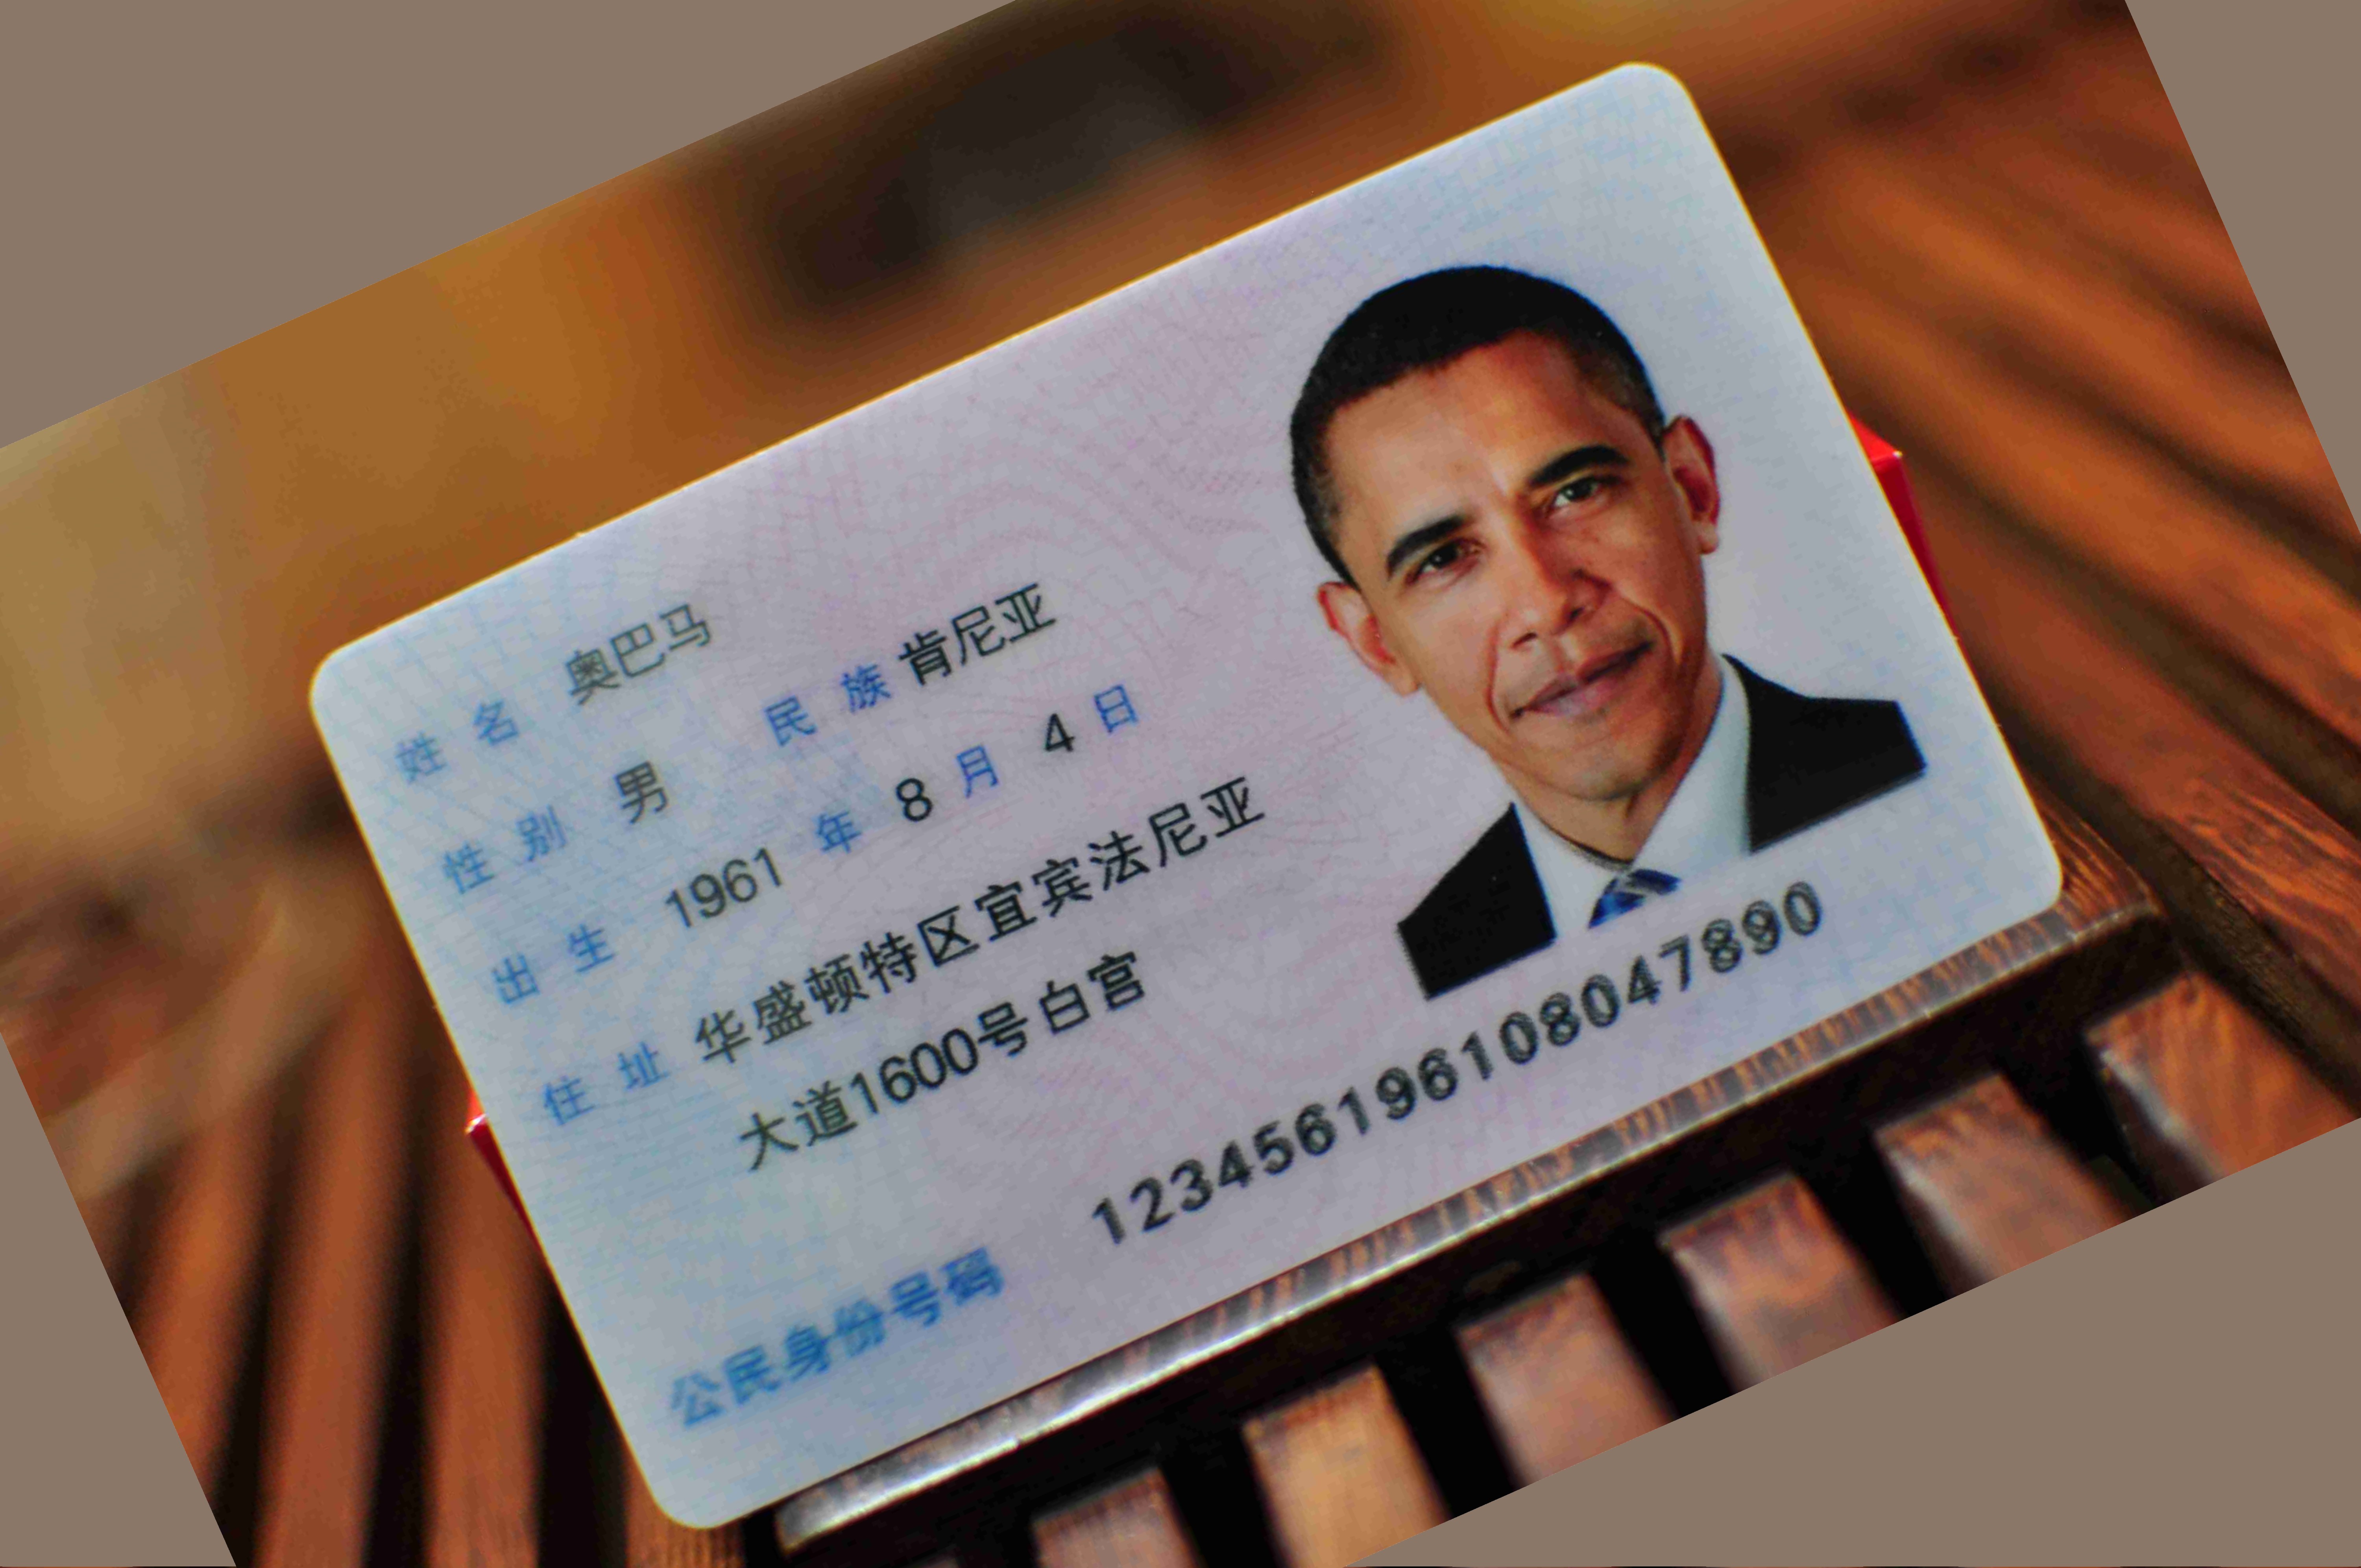 姓名 奥巴马
性别 男 民族 肯尼亚
出生 1961 年 8 月 4 日
住址 华盛顿特区宜宾法尼亚
大道1600号白宫
公民身份号码 123456196108047890